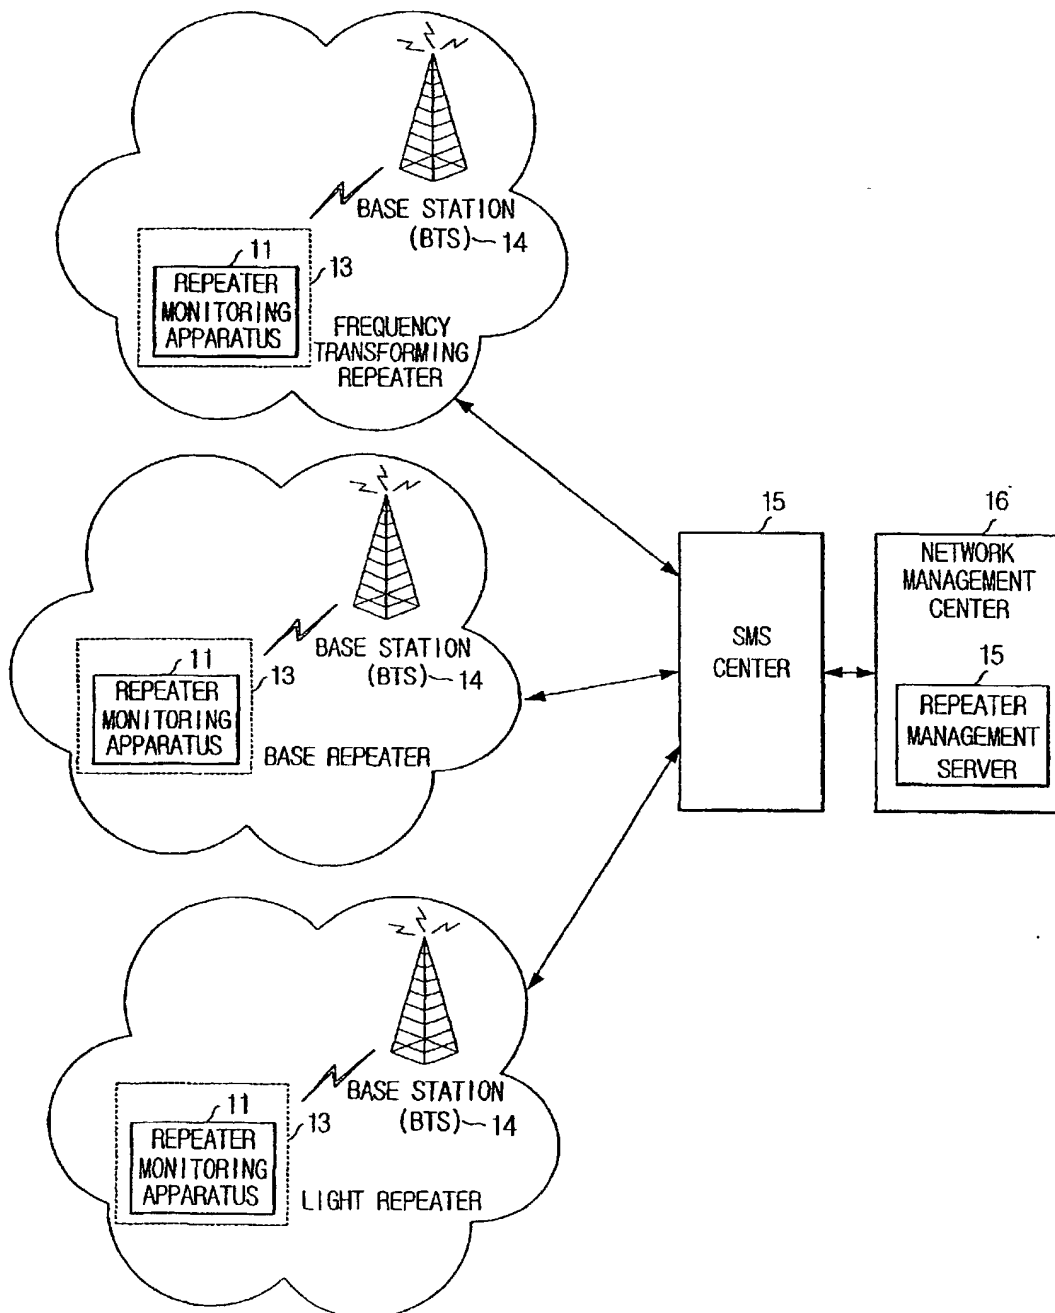 BASE STATION
(BTS)~14
11
13
REPEATER
MONITORING
APPARATUS
FREQUENCY
TRANSFORMING
REPEATER
BASE STATION
(BTS)~14
11
13
REPEATER
MONITORING
APPARATUS
BASE REPEATER
15
16
SMS
CENTER
NETWORK
MANAGEMENT
CENTER
15
REPEATER
MANAGEMENT
SERVER
BASE STATION
(BTS)~14
11
13
REPEATER
MONITORING
APPARATUS
LIGHT REPEATER